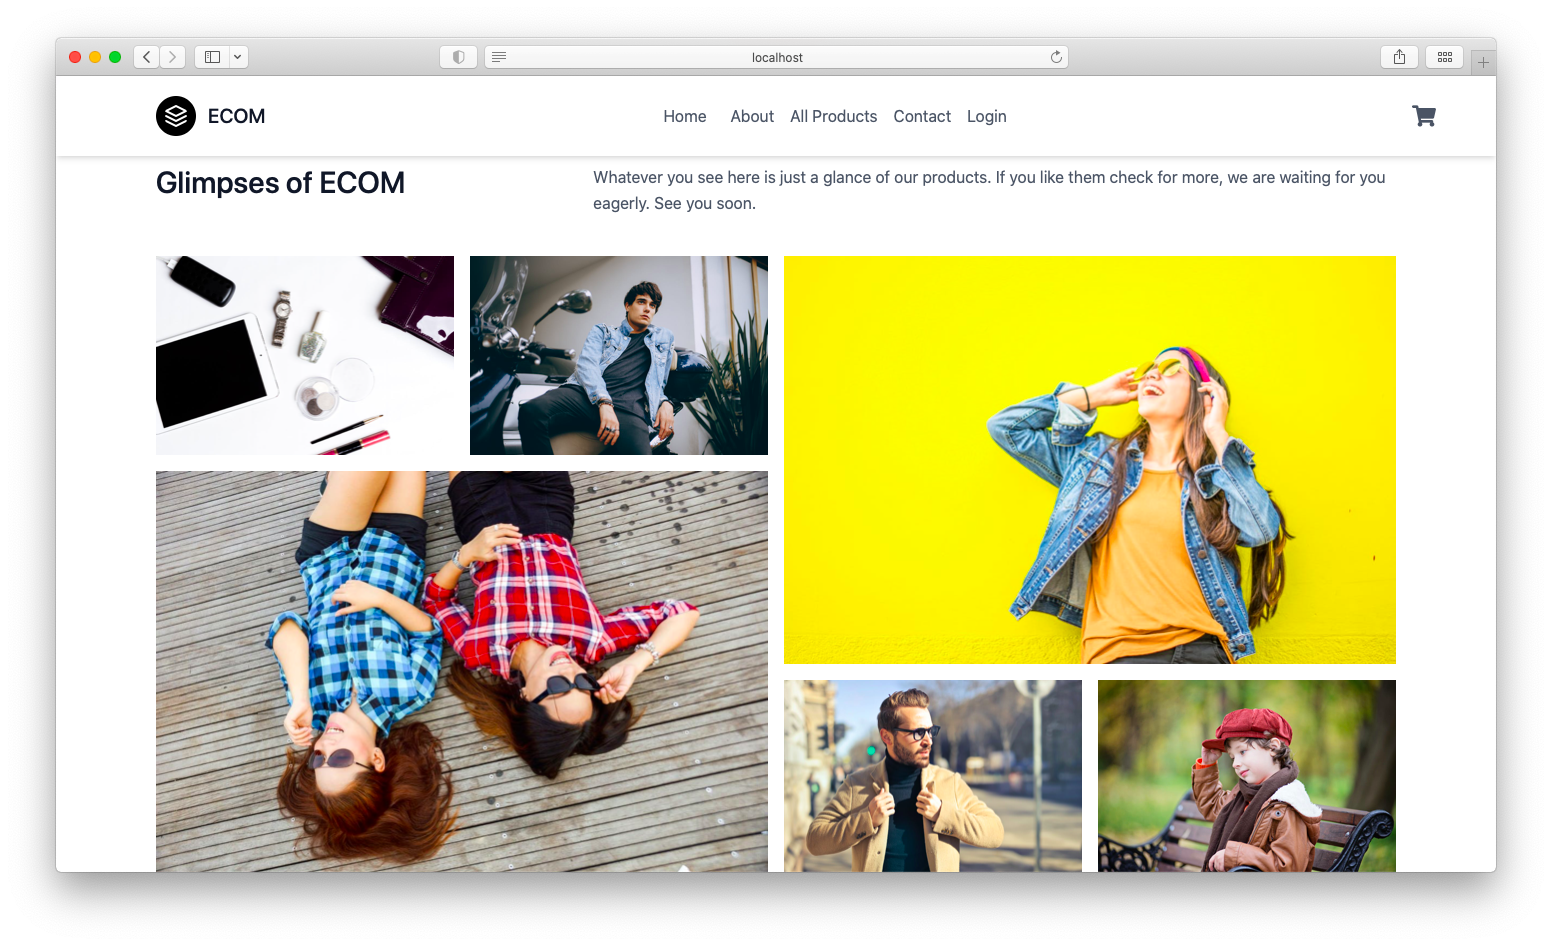 localhost
ECOM
Home About All Products Contact Login
Glimpses of ECOM
Whatever you see here is just a glance of our products. If you like them check for more, we are waiting for you
eagerly. See you soon.